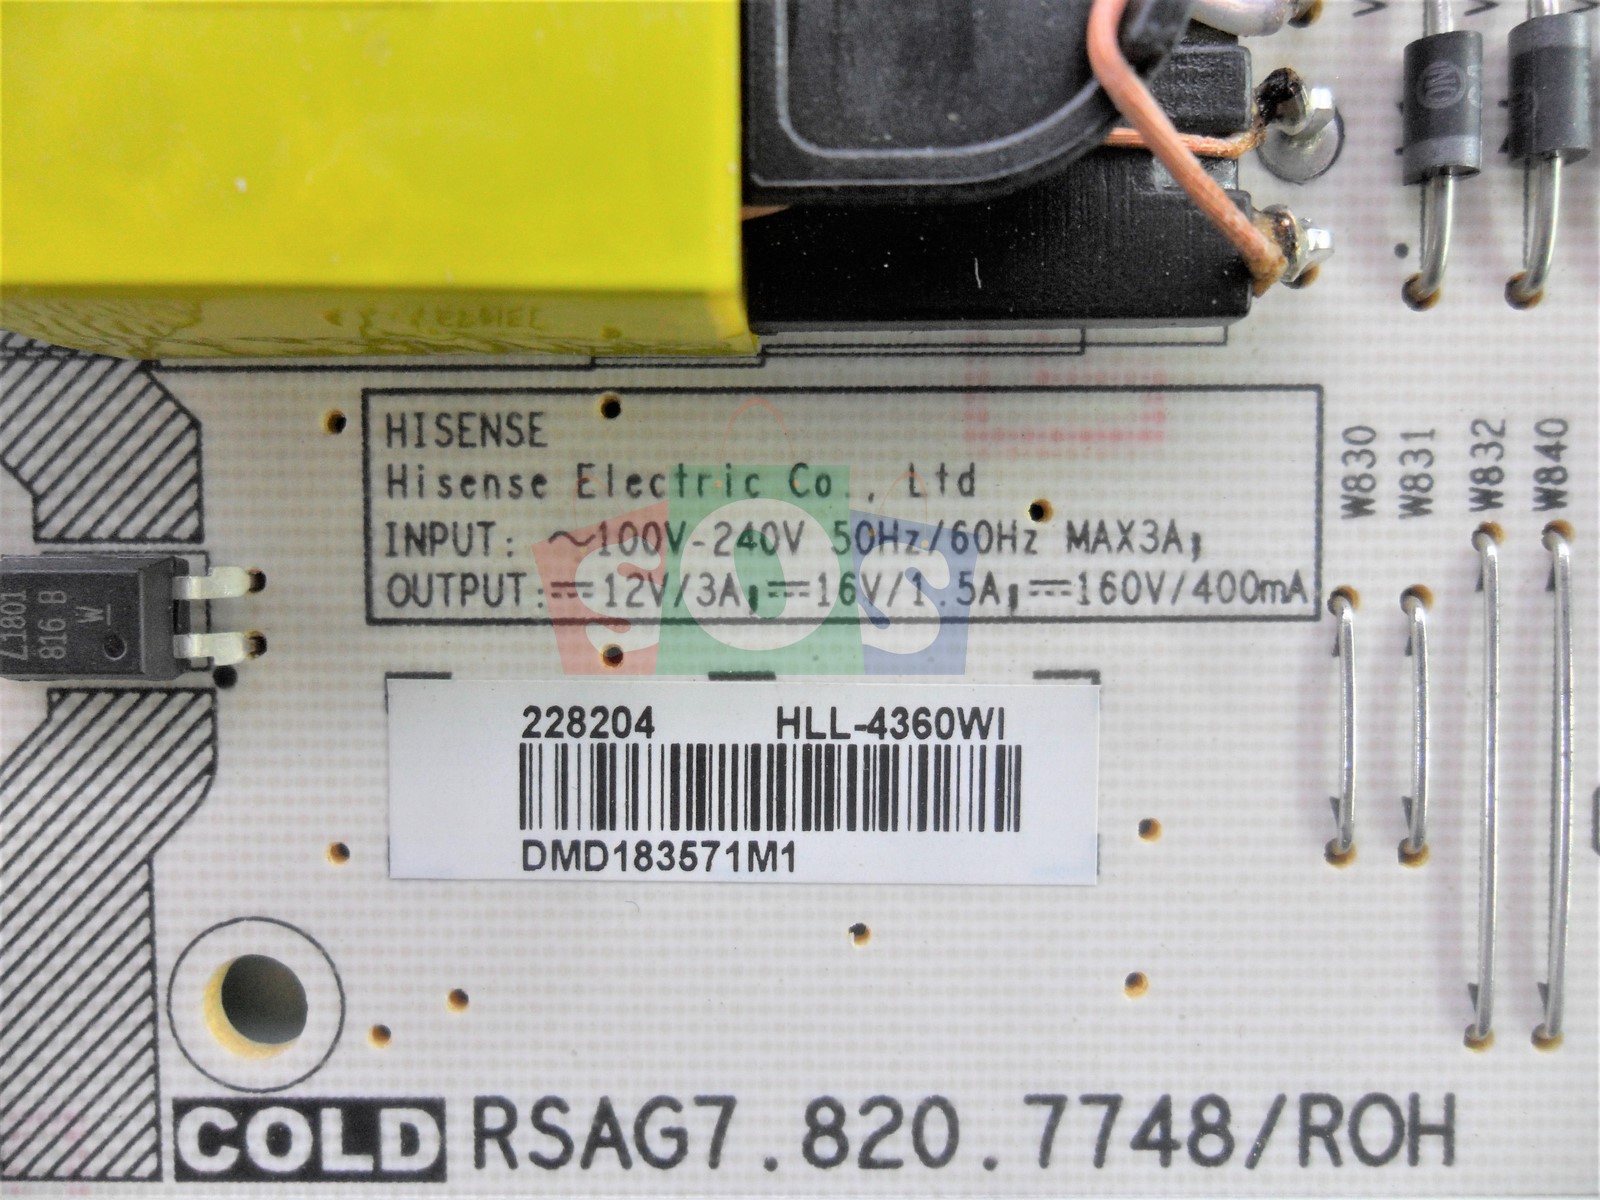 HISENSE
Hisense Electric Co., Ltd
INPUT: ～100V-240V 50Hz/60Hz MAX3A;
OUTPUT:⎓12V/3A;⎓16V/1.5A;⎓160V/400mA
SOS
W830
W831
W832
W840
L1801
816 B
W
228204 HLL-4360WI
DMD183571M1
COLD RSAG7.820.7748/ROH